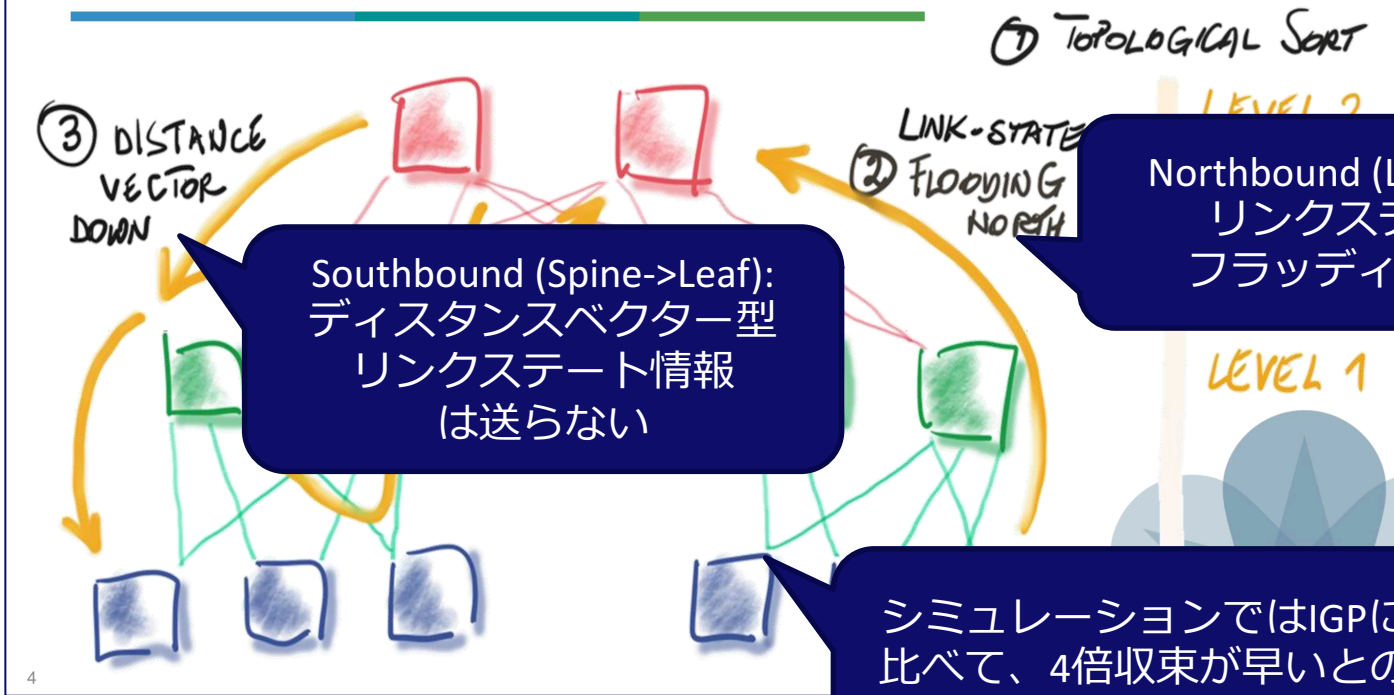 ① TOPOLOGICAL SORT
③ DISTANCE
VECTOR
DOWN
LINK-STATE
② FLOODING
NORTH
LEVEL 2
Northbound (L
リンクステ
フラッディ
Southbound (Spine->Leaf):
ディスタンスベクター型
リンクステート情報
は送らない
LEVEL 1
シミュレーションではIGPに
比べて、4倍収束が早いとの
4